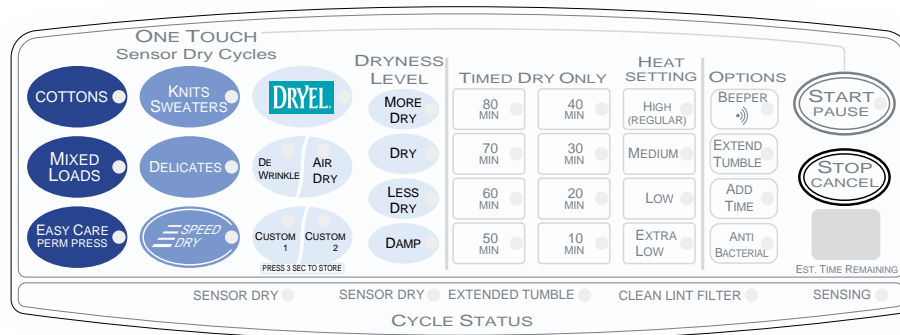 ONE TOUCH
Sensor Dry Cycles
COTTONS
KNITS
SWEATERS
DRYEL
MIXED
LOADS
DELICATES
DE
WRINKLE
AIR
DRY
EASY CARE
PERM PRESS
SPEED
DRY
CUSTOM
1
CUSTOM
2
PRESS 3 SEC TO STORE
DRYNESS
LEVEL
MORE
DRY
DRY
LESS
DRY
DAMP
TIMED DRY ONLY
80
MIN
40
MIN
70
MIN
30
MIN
60
MIN
20
MIN
50
MIN
10
MIN
HEAT
SETTING
HIGH
(REGULAR)
MEDIUM
LOW
EXTRA
LOW
OPTIONS
BEEPER
EXTEND
TUMBLE
ADD
TIME
ANTI
BACTERIAL
START
PAUSE
STOP
CANCEL
EST. TIME REMAINING
SENSOR DRY
SENSOR DRY
EXTENDED TUMBLE
CLEAN LINT FILTER
SENSING
CYCLE STATUS